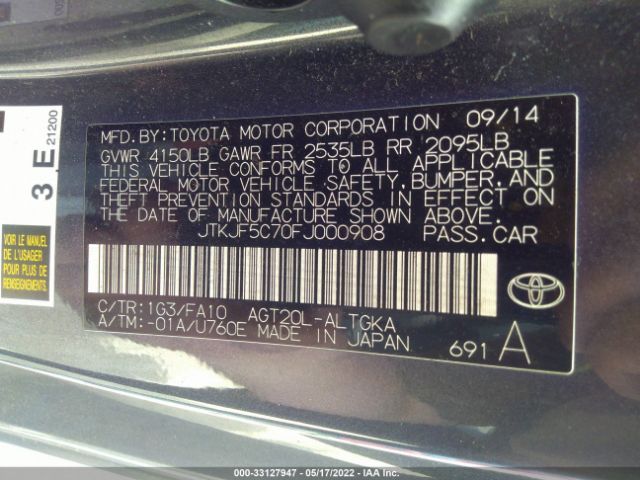 MFD.BY:TOYOTA MOTOR CORPORATION 09/14
GVWR 4150LB GAWR FR 2535LB RR 2095LB
THIS VEHICLE CONFORMS TO ALL APPLICABLE
FEDERAL MOTOR VEHICLE SAFETY,BUMPER,AND
THEFT PREVENTION STANDARDS IN EFFECT ON
THE DATE OF MANUFACTURE SHOWN ABOVE.
JTKJF5C70FJ000908 PASS.CAR
C/TR:1G3/FA10 AGT20L-ALTGKA
A/TM:-01A/U760E MADE IN JAPAN
691 A
3 E 21200
VOIR LE MANUEL
DE L'USAGER
POUR PLUS DE
000-33127947 - 05/17/2022 - IAA Inc.